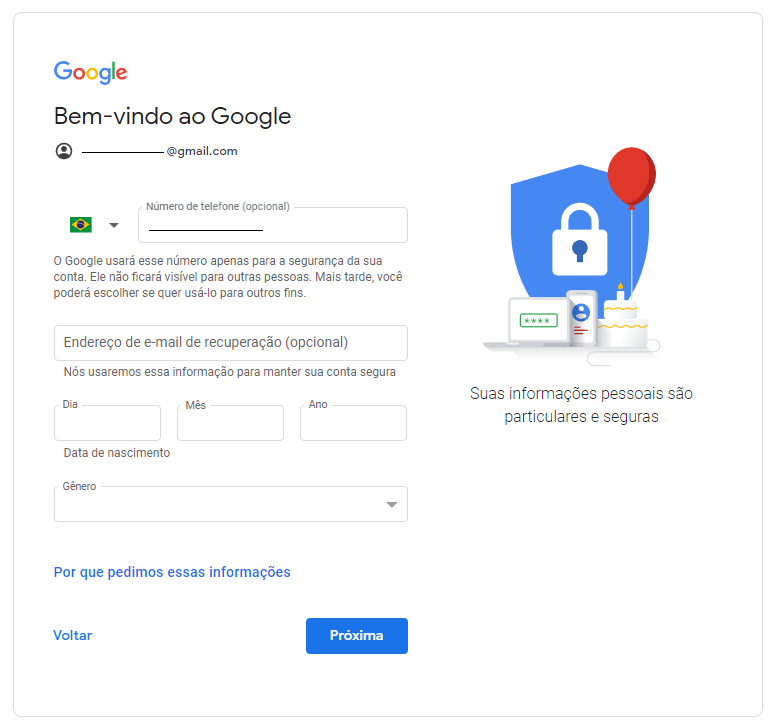 Google
Bem-vindo ao Google
@gmail.com
Número de telefone (opcional)
O Google usará esse número apenas para a segurança da sua
conta. Ele não ficará visível para outras pessoas. Mais tarde, você
poderá escolher se quer usá-lo para outros fins.
Endereço de e-mail de recuperação (opcional)
Nós usaremos essa informação para manter sua conta segura
Dia Mês Ano
Data de nascimento
Gênero
Por que pedimos essas informações
Voltar Próxima
****
Suas informações pessoais são
particulares e seguras